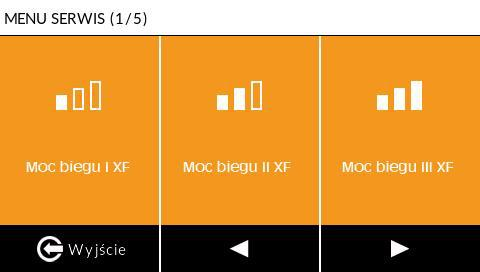 MENU SERWIS (1/5)
Moc biegu I XF
Moc biegu II XF
Moc biegu III XF
Wyjście